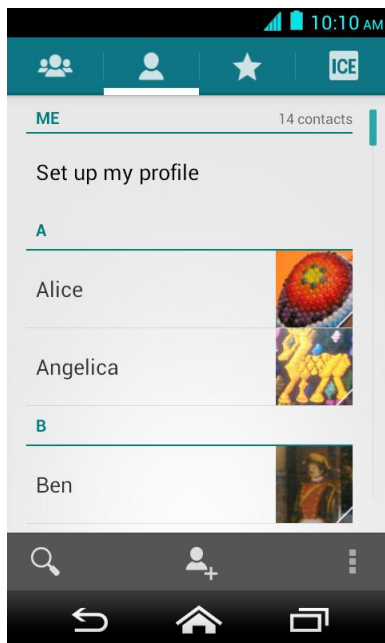 10:10 AM
ICE
ME 14 contacts
Set up my profile
A
Alice
Angelica
B
Ben